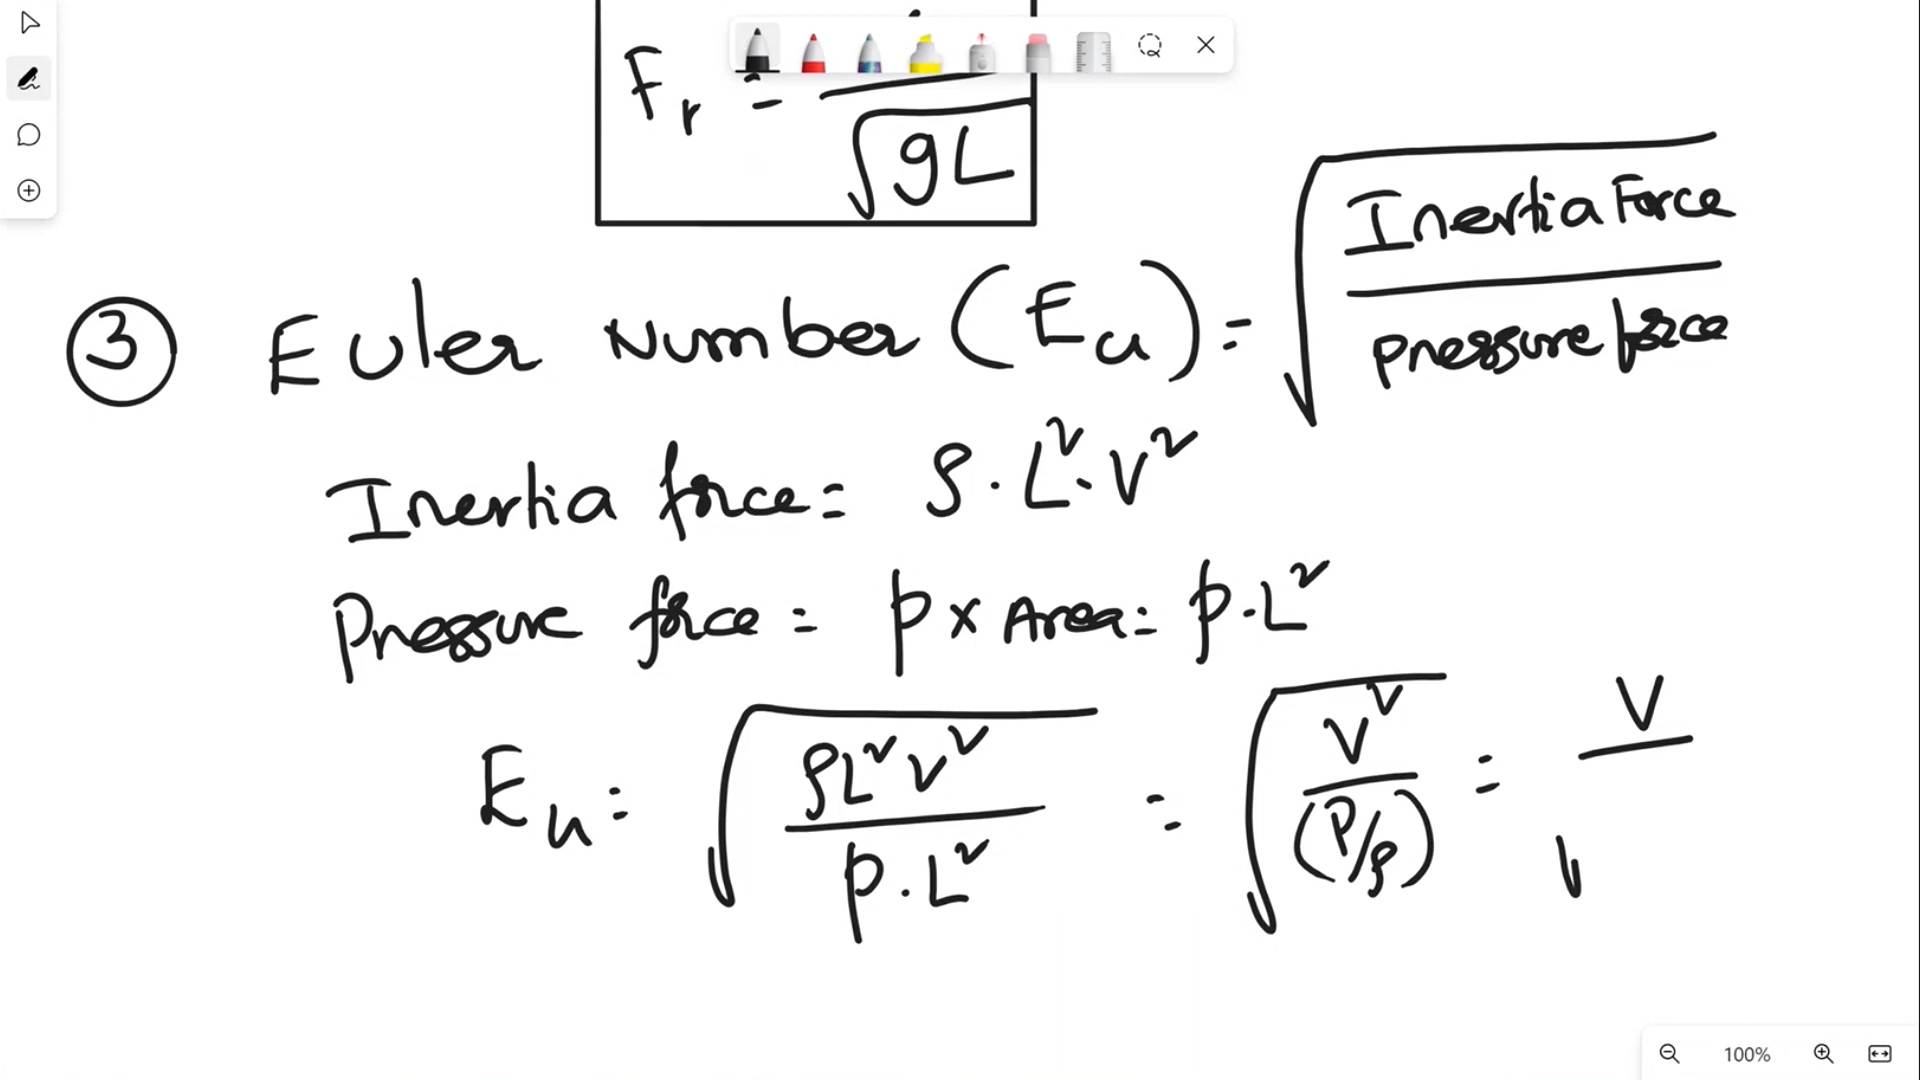 Fr = / √gL
③ Euler Number (Eu) = √(Inertia Force / pressure force)
Inertia force = ρ · L² · V²
Pressure force = p × Area = p · L²
Eu = √(ρL²V² / p · L²) = √(V² / (P/ρ)) = V / √
100%